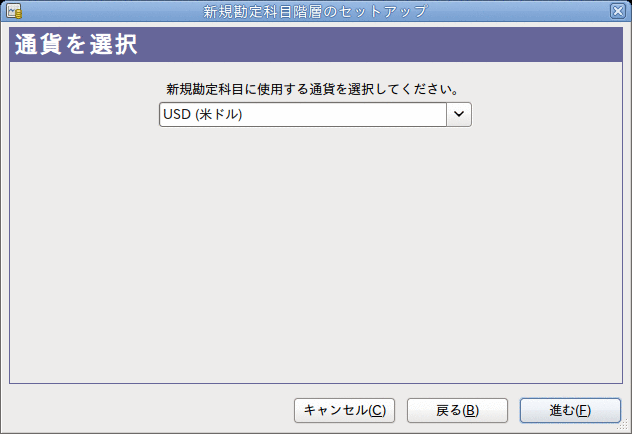 新規勘定科目階層のセットアップ
通貨を選択
新規勘定科目に使用する通貨を選択してください。
USD (米ドル)
キャンセル(C) 戻る(B) 進む(F)